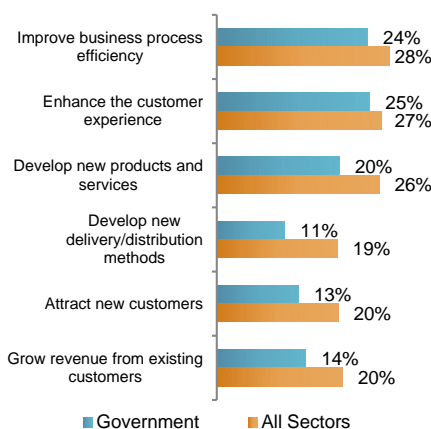 Improve business process
efficiency
24%
28%
Enhance the customer
experience
25%
27%
Develop new products and
services
20%
26%
Develop new
delivery/distribution
methods
11%
19%
Attract new customers
13%
20%
Grow revenue from existing
customers
14%
20%
Government
All Sectors